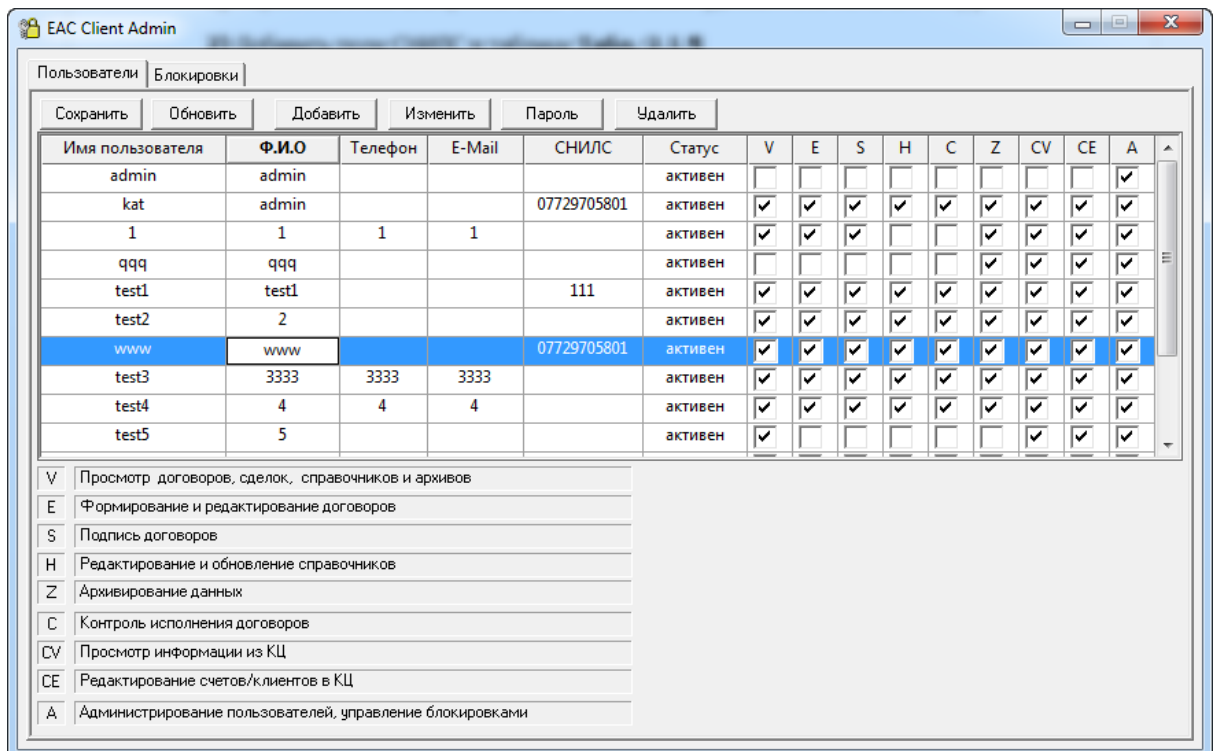 EAC Client Admin
Пользователи Блокировки
Сохранить Обновить Добавить Изменить Пароль Удалить
Имя пользователя Ф.И.О Телефон E-Mail СНИЛС Статус V E S H C Z CV CE A
admin admin активен
kat admin 07729705801 активен
1 1 1 1 активен
qqq qqq активен
test1 test1 111 активен
test2 2 активен
www www 07729705801 активен
test3 3333 3333 3333 активен
test4 4 4 4 активен
test5 5 активен
V Просмотр договоров, сделок, справочников и архивов
E Формирование и редактирование договоров
S Подпись договоров
H Редактирование и обновление справочников
Z Архивирование данных
C Контроль исполнения договоров
CV Просмотр информации из КЦ
CE Редактирование счетов/клиентов в КЦ
A Администрирование пользователей, управление блокировками